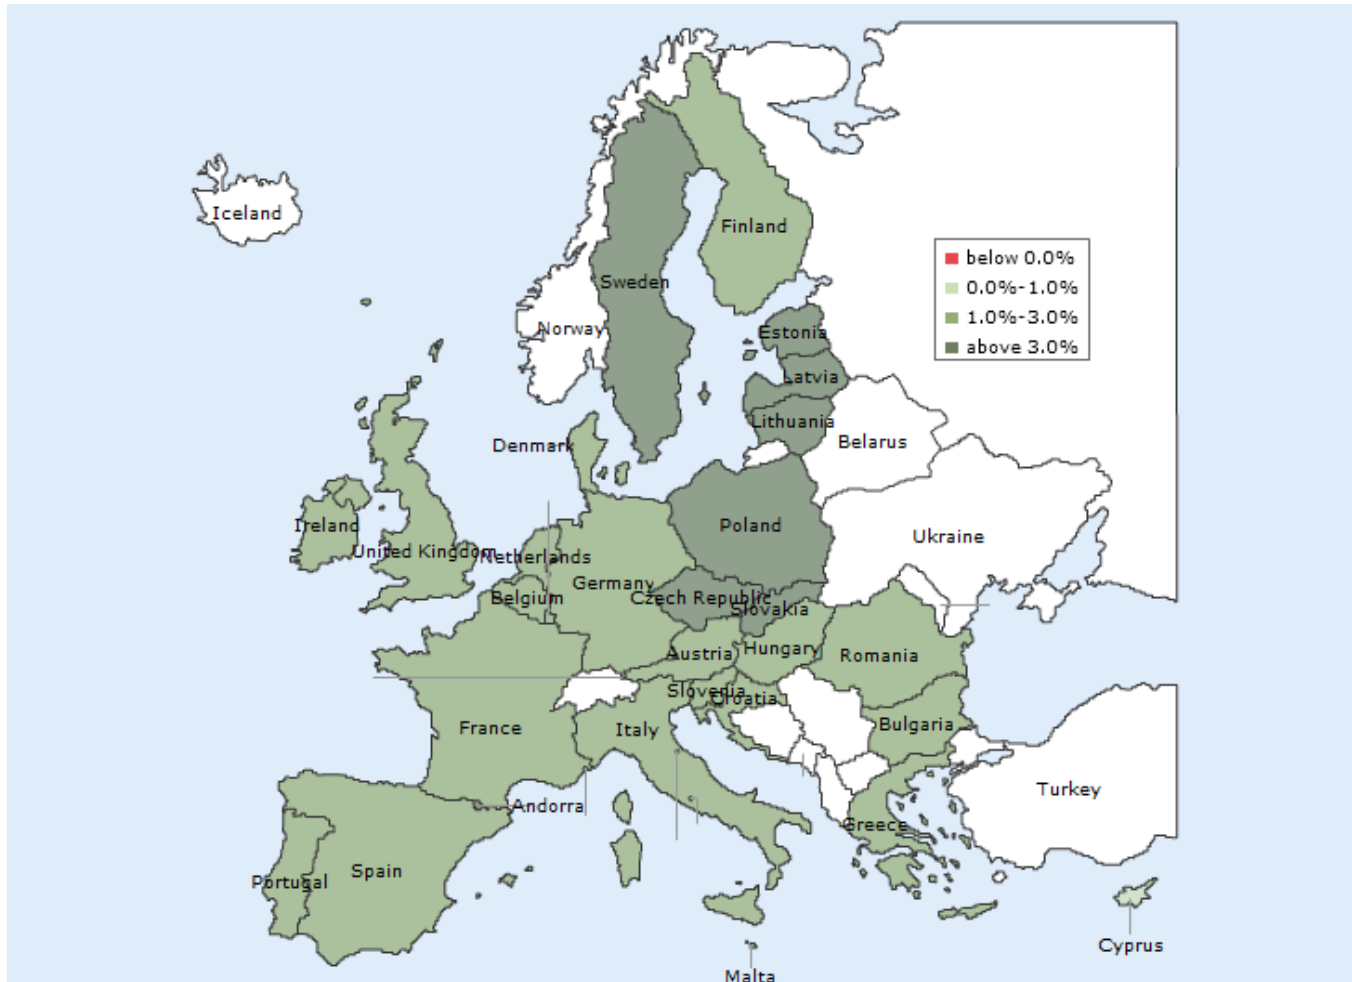 Iceland
Finland
below 0.0%
0.0%-1.0%
1.0%-3.0%
above 3.0%
Sweden
Norway
Estonia
Latvia
Lithuania
Belarus
Denmark
Poland
Ireland
Ukraine
United Kingdom
Netherlands
Germany
Belgium
Czech Republic
Slovakia
Austria
Hungary
Romania
Slovenia
Croatia
France
Italy
Bulgaria
Turkey
Andorra
Greece
Spain
Portugal
Cyprus
Malta